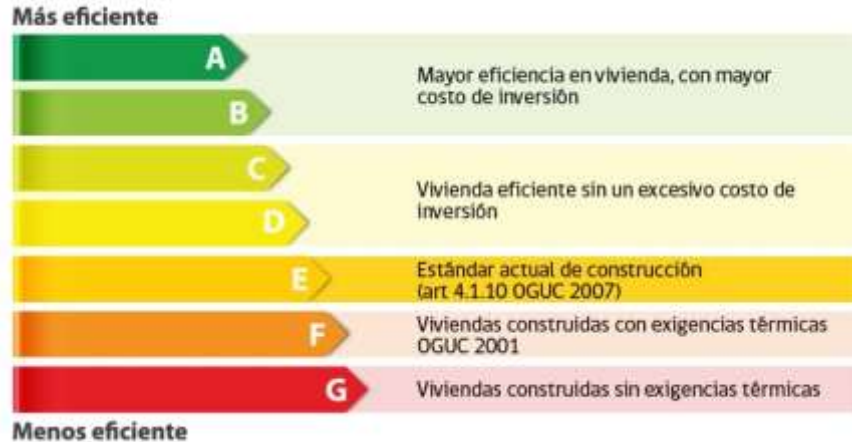 Más eficiente
A
Mayor eficiencia en vivienda, con mayor
costo de inversión
B
C
Vivienda eficiente sin un excesivo costo de
inversión
D
E
Estándar actual de construcción
(art 4.1.10 OGUC 2007)
F
Viviendas construidas con exigencias térmicas
OGUC 2001
G
Viviendas construidas sin exigencias térmicas
Menos eficiente